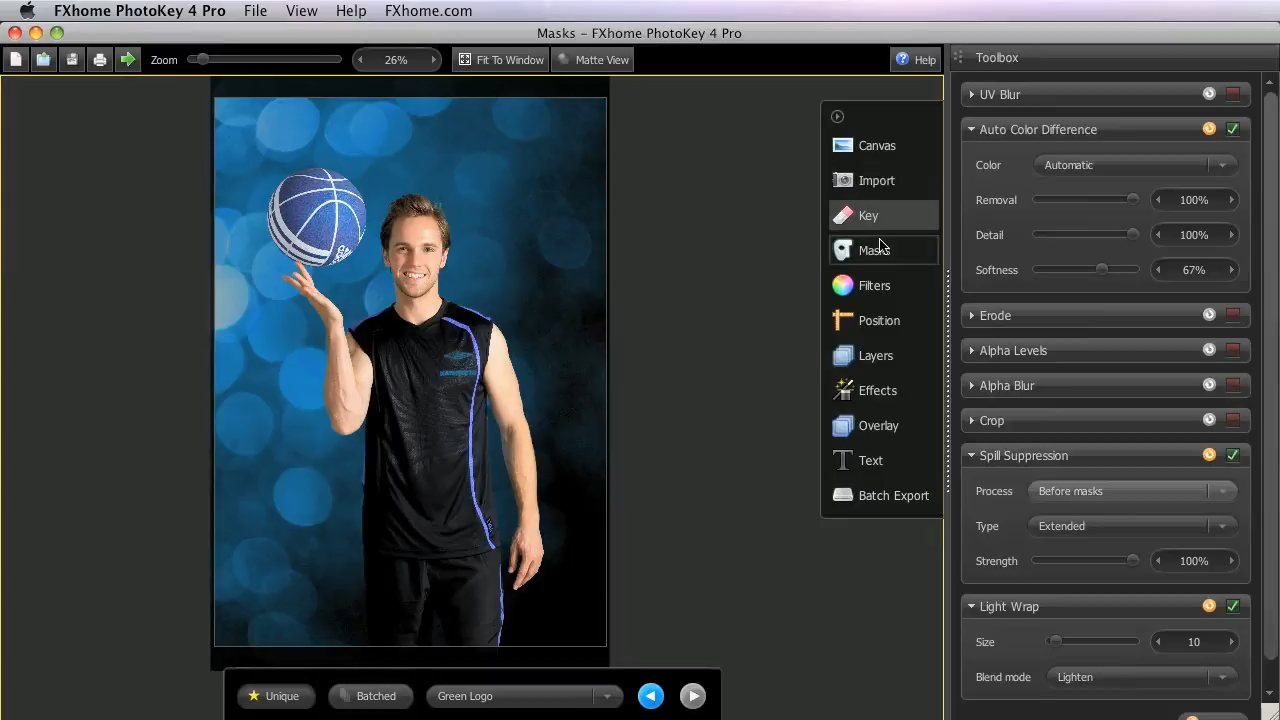 FXhome PhotoKey 4 Pro File View Help FXhome.com
Masks – FXhome PhotoKey 4 Pro
Zoom 26% Fit To Window Matte View Help
Toolbox
UV Blur
Auto Color Difference
Color Automatic
Removal 100%
Detail 100%
Softness 67%
Erode
Alpha Levels
Alpha Blur
Crop
Spill Suppression
Process Before masks
Type Extended
Strength 100%
Light Wrap
Size 10
Blend mode Lighten
Canvas
Import
Key
Masks
Filters
Position
Layers
Effects
Overlay
Text
Batch Export
Unique Batched Green Logo